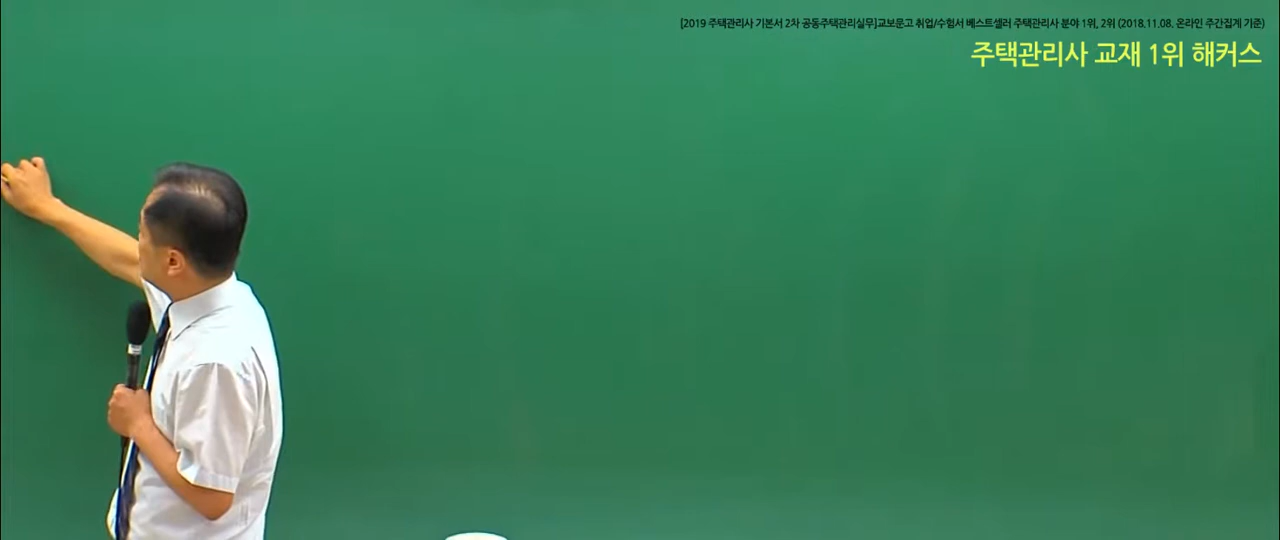 [2019 주택관리사 기본서 2차 공동주택관리실무]교보문고 취업/수험서 베스트셀러 주택관리사 분야 1위, 2위 (2018.11.08. 온라인 주간집계 기준)
주택관리사 교재 1위 해커스